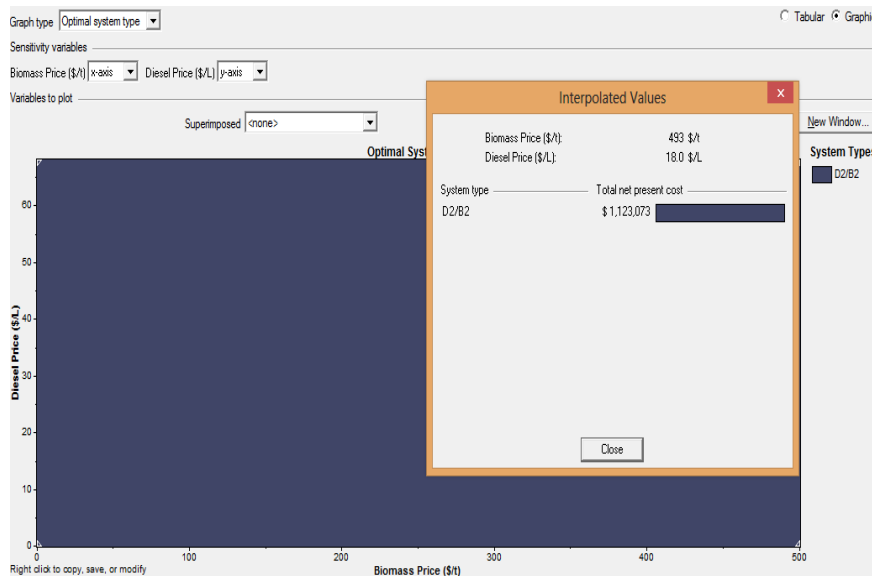 Graph type Optimal system type Tabular Graphic
Sensitivity variables
Biomass Price ($/t) x-axis Diesel Price ($/L) y-axis
Variables to plot
Superimposed <none> New Window...
Optimal Syst
System Types
D2/B2
Interpolated Values
x
Biomass Price ($/t): 493 $/t
Diesel Price ($/L): 18.0 $/L
System type Total net present cost
D2/B2 $ 1,123,073
Close
Diesel Price ($/L)
60
50
40
30
20
10
0
0 100 200 300 400 500
Right click to copy, save, or modify
Biomass Price ($/t)